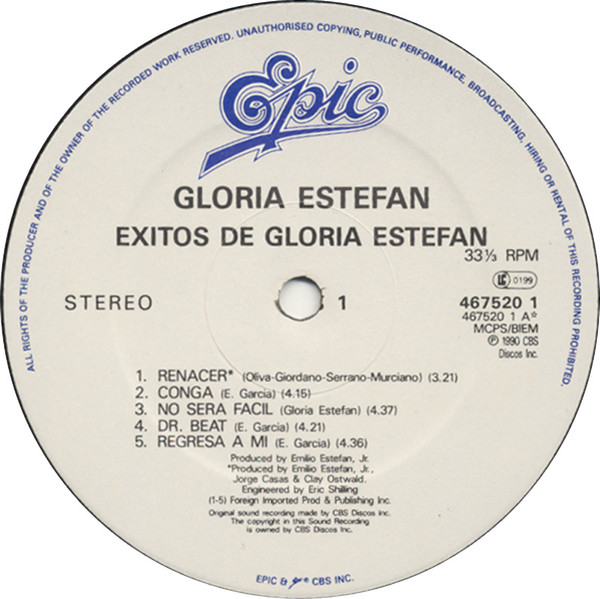 ALL RIGHTS OF THE PRODUCER AND OF THE OWNER OF THE RECORDED WORK RESERVED. UNAUTHORISED COPYING, PUBLIC PERFORMANCE, BROADCASTING, HIRING OR RENTAL OF THIS RECORDING PROHIBITED.
Epic
GLORIA ESTEFAN
EXITOS DE GLORIA ESTEFAN
33⅓ RPM
LC 0199
STEREO
1
467520 1
467520 1 A*
MCPS/BIEM
Ⓟ 1990 CBS
Discos Inc.
1. RENACER* (Oliva-Giordano-Serrano-Murciano) (3.21)
2. CONGA (E. Garcia) (4.15)
3. NO SERA FACIL (Gloria Estefan) (4.37)
4. DR. BEAT (E. Garcia) (4.21)
5. REGRESA A MI (E. Garcia) (4.36)
Produced by Emilio Estefan, Jr.
*Produced by Emilio Estefan, Jr.,
Jorge Casas & Clay Ostwald.
Engineered by Eric Shilling
(1-5) Foreign Imported Prod & Publishing Inc.
Original sound recording made by CBS Discos Inc.
The copyright in this Sound Recording
is owned by CBS Discos Inc.
EPIC & ® CBS INC.